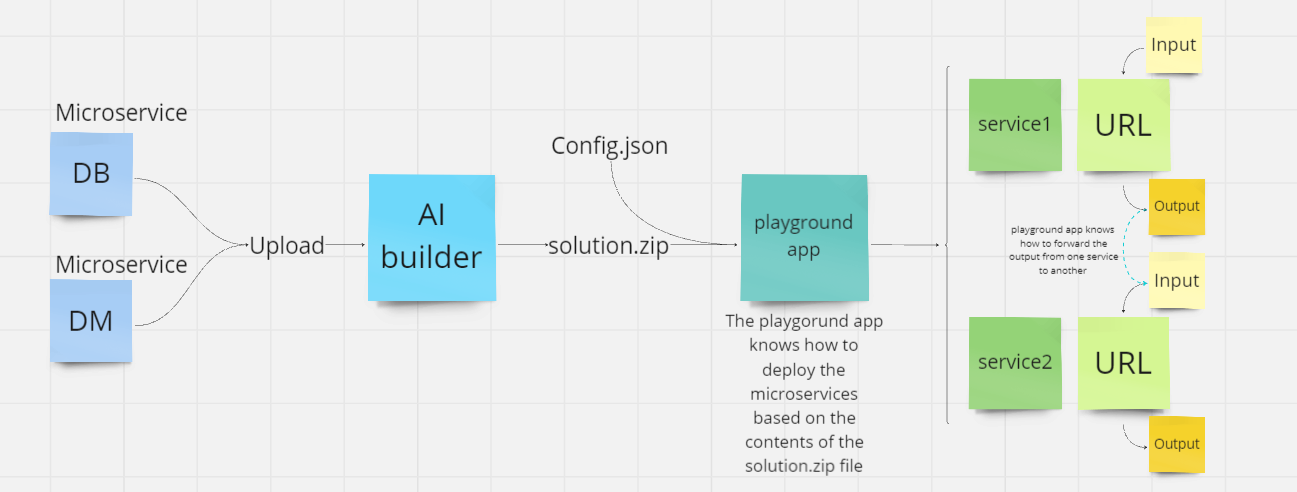 Microservice
DB
Microservice
DM
Upload
AI
builder
Config.json
solution.zip
playground
app
The playgorund app
knows how to
deploy the
microservices
based on the
contents of the
solution.zip file
Input
service1
URL
Output
playground app knows
how to forward the
output from one service
to another
Input
service2
URL
Output